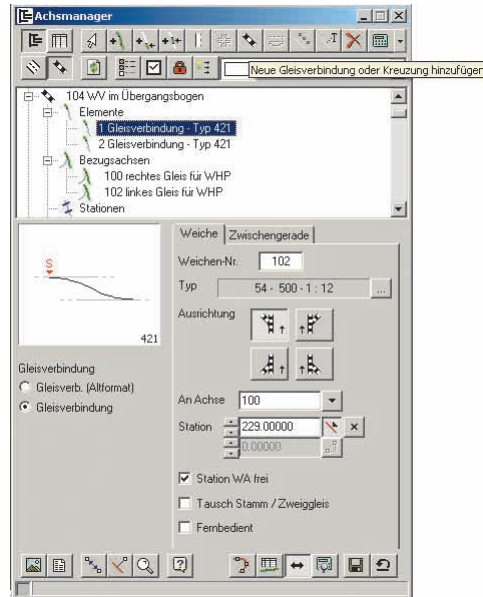 Achsmanager
Neue Gleisverbindung oder Kreuzung hinzufügen
104 WV im Übergangsbogen
Elemente
1 Gleisverbindung - Typ 421
2 Gleisverbindung - Typ 421
Bezugsachsen
100 rechtes Gleis für WHP
102 linkes Gleis für WHP
Stationen
S
421
Gleisverbindung
Gleisverb. (Altformat)
Gleisverbindung
Weiche
Zwischengerade
Weichen-Nr.
102
Typ
54 - 500 - 1 : 12
...
Ausrichtung
An Achse
100
Station
229.00000
0.00000
Station WA frei
Tausch Stamm / Zweiggleis
Fernbedient